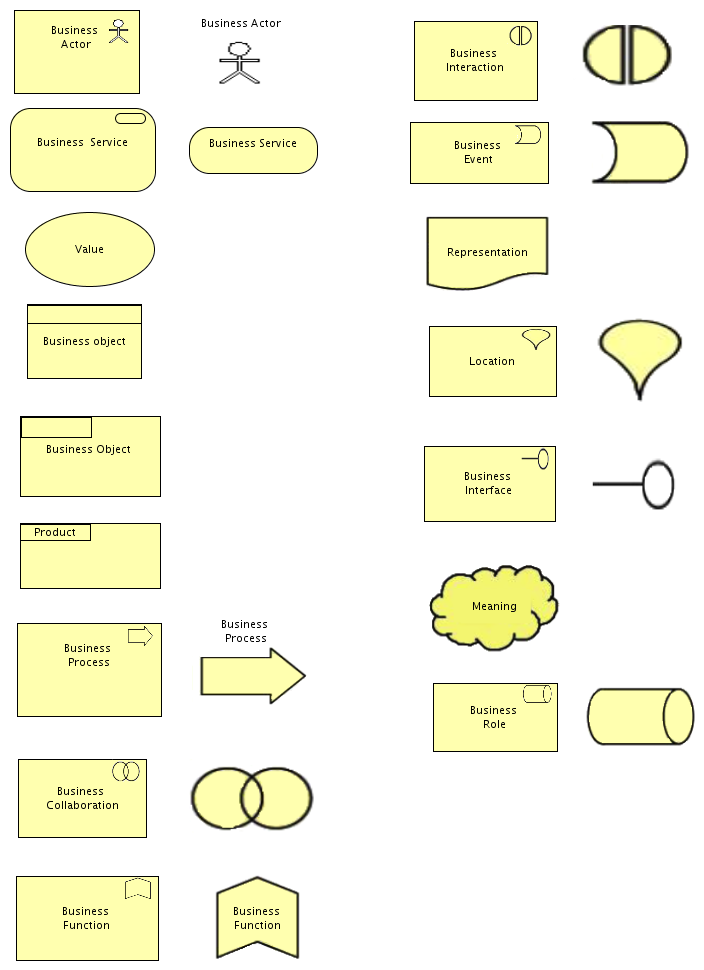 Business
Actor
Business Actor
Business  Service
Business Service
Value
Business object
Business Object
Product
Business
Process
Business
Process
Business
Collaboration
Business
Function
Business
Function
Business
Interaction
Business
Event
Representation
Location
Business
Interface
Meaning
Business
Role